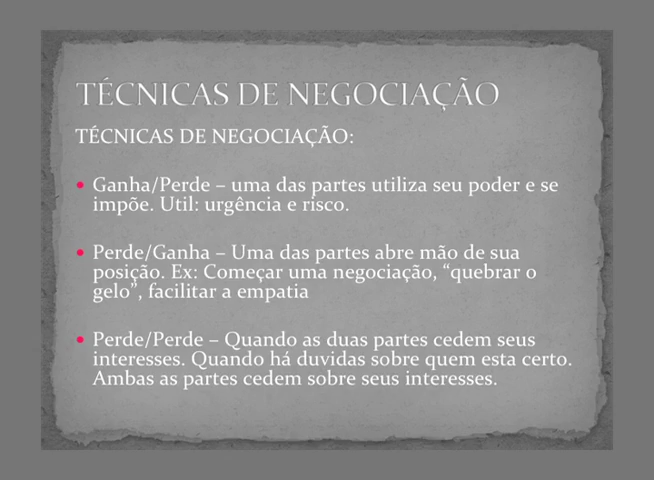 TÉCNICAS DE NEGOCIAÇÃO
TÉCNICAS DE NEGOCIAÇÃO:
• Ganha/Perde – uma das partes utiliza seu poder e se
impõe. Util: urgência e risco.
• Perde/Ganha – Uma das partes abre mão de sua
posição. Ex: Começar uma negociação, “quebrar o
gelo”, facilitar a empatia
• Perde/Perde – Quando as duas partes cedem seus
interesses. Quando há duvidas sobre quem esta certo.
Ambas as partes cedem sobre seus interesses.